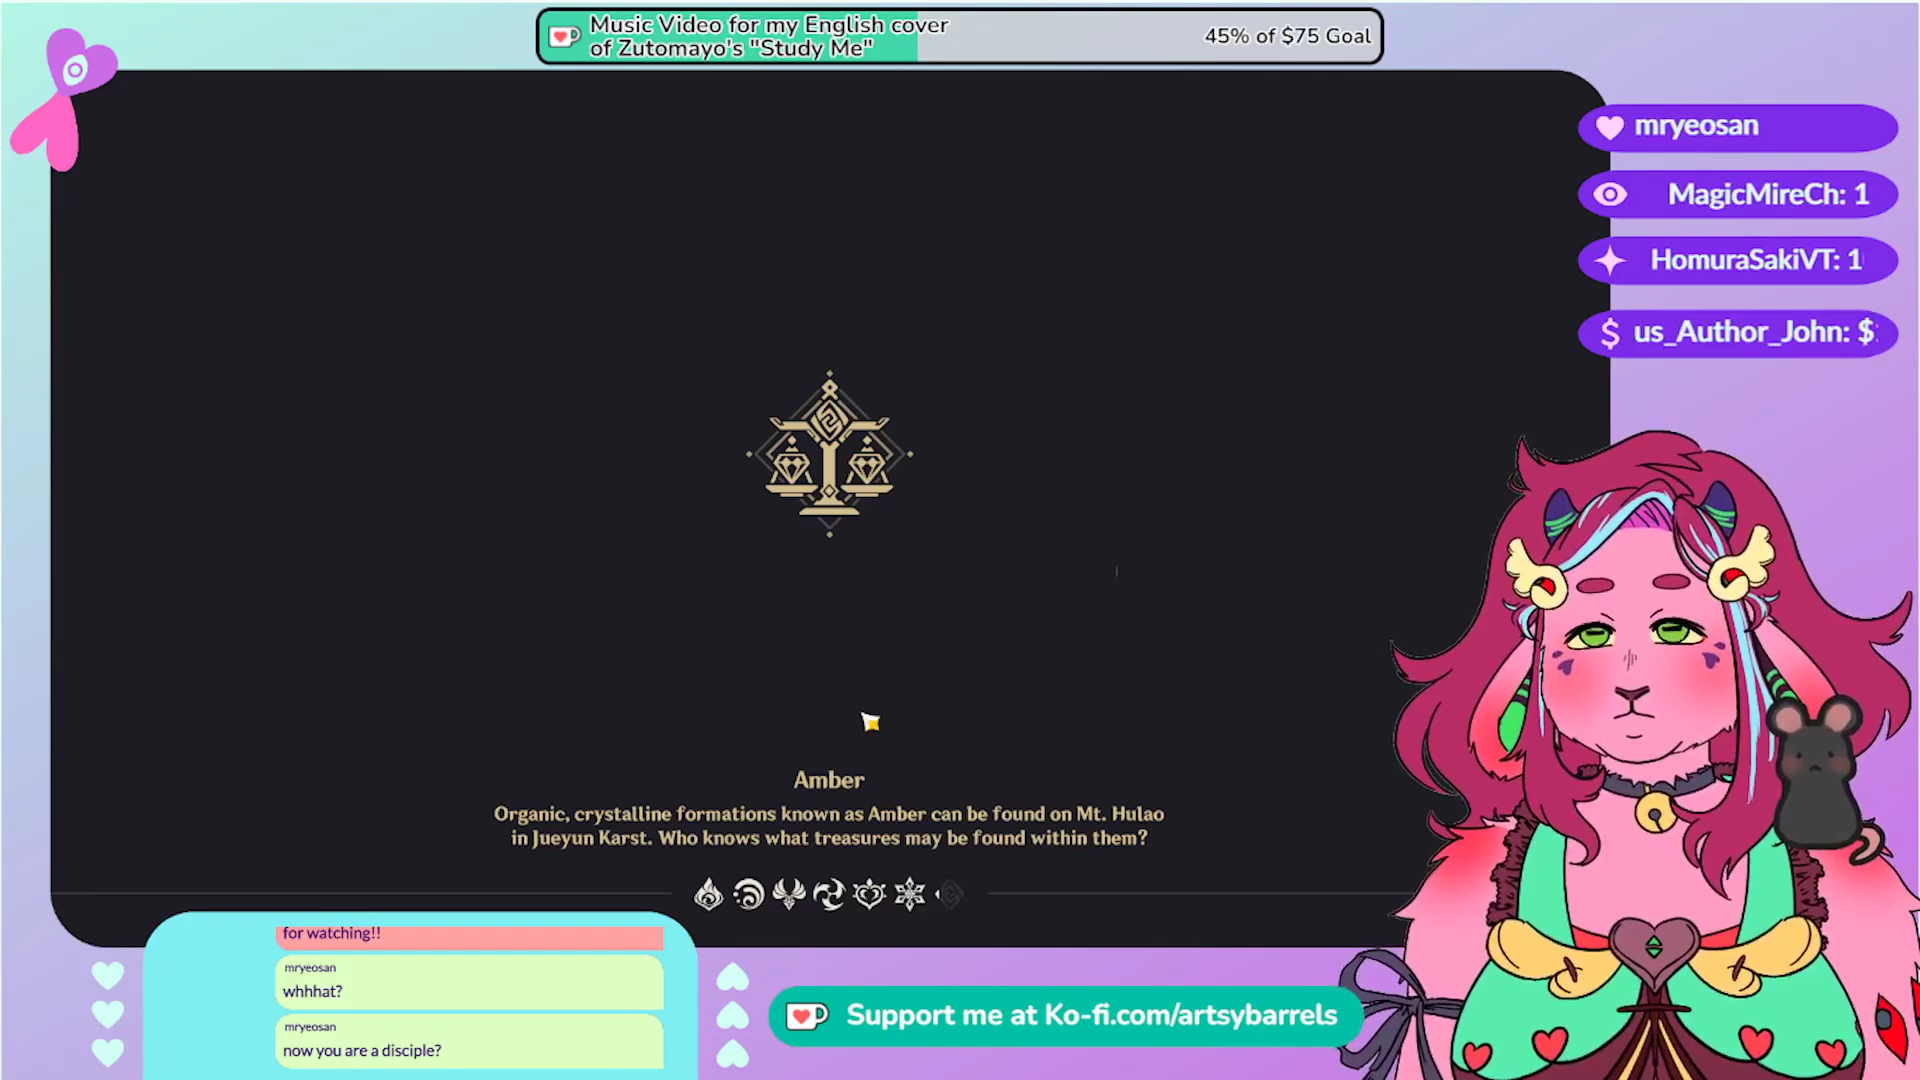 Music Video for my English cover
of Zutomayo's "Study Me"
45% of $75 Goal
mryeosan
MagicMireCh: 1
HomuraSakiVT: 1
us_Author_John: $
Amber
Organic, crystalline formations known as Amber can be found on Mt. Hulao
in Jueyun Karst. Who knows what treasures may be found within them?
for watching!!
mryeosan
whhhat?
mryeosan
now you are a disciple?
Support me at Ko-fi.com/artsybarrels